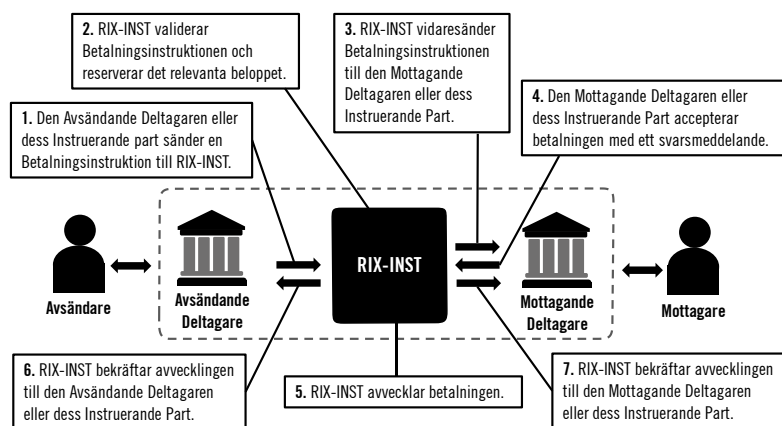 2. RIX-INST validerar
Betalningsinstruktionen och
reserverar det relevanta beloppet.
3. RIX-INST vidaresänder
Betalningsinstruktionen
till den Mottagande
Deltagaren eller dess
Instruerande Part.
1. Den Avsändande Deltagaren eller
dess Instruerande part sänder en
Betalningsinstruktion till RIX-INST.
4. Den Mottagande Deltagaren eller
dess Instruerande Part accepterar
betalningen med ett svarsmeddelande.
Avsändare
Avsändande
Deltagare
RIX-INST
Mottagande
Deltagare
Mottagare
6. RIX-INST bekräftar avvecklingen
till den Avsändande Deltagaren
eller dess Instruerande Part.
5. RIX-INST avvecklar betalningen.
7. RIX-INST bekräftar avvecklingen
till den Mottagande Deltagaren
eller dess Instruerande Part.